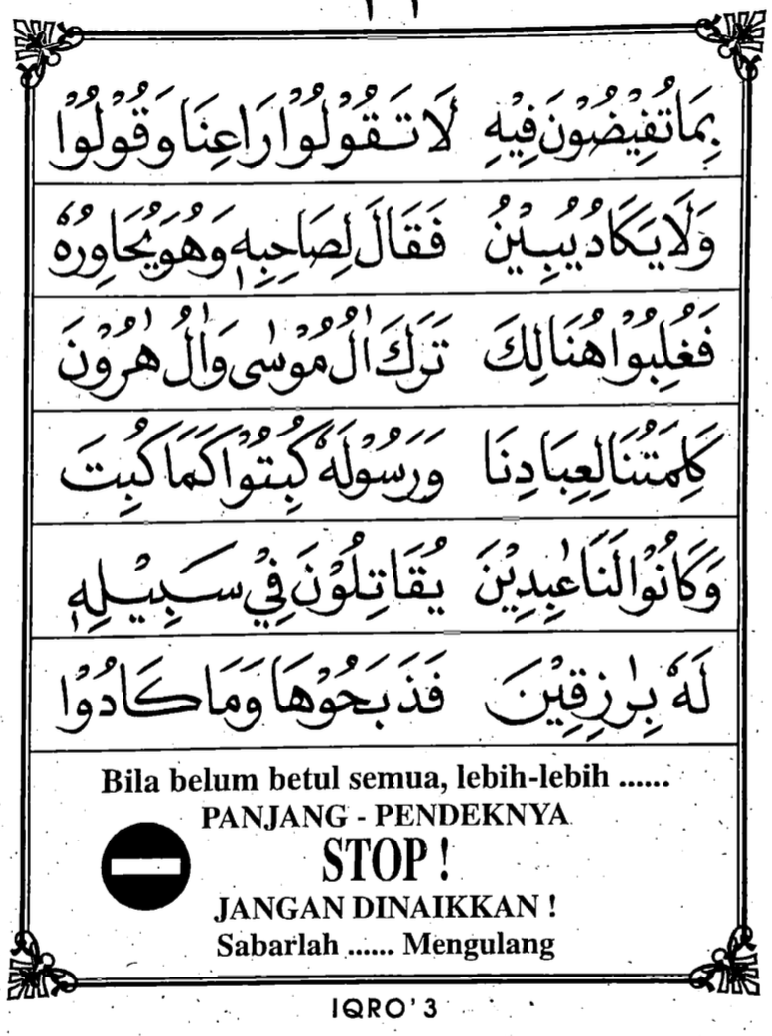 بِمَا تُفِيْضُوْنَ فِيْهِ لَا تَقُوْلُوْا رَاعِنَا وَقُوْلُوْا
وَلَا يَكَادُ يُبِيْنُ فَقَالَ لِصَاحِبِهٖ وَهُوَ يُحَاوِرُهٗ
فَغُلِبُوْا هُنَالِكَ تَرَكَ اٰلُ مُوْسٰى وَاٰلُ هٰرُوْنَ
كَلِمَتُنَا لِعِبَادِنَا وَرَسُوْلَهٗ كُبِتُوْا كَمَا كُبِتَ
وَكَانُوْا لَنَا عٰبِدِيْنَ يُقَاتِلُوْنَ فِيْ سَبِيْلِهٖ
لَهٗ بِرٰزِقِيْنَ فَذَبَحُوْهَا وَمَا كَادُوْا
Bila belum betul semua, lebih-lebih ......
PANJANG - PENDEKNYA
STOP !
JANGAN DINAIKKAN !
Sabarlah ...... Mengulang
IQRO' 3